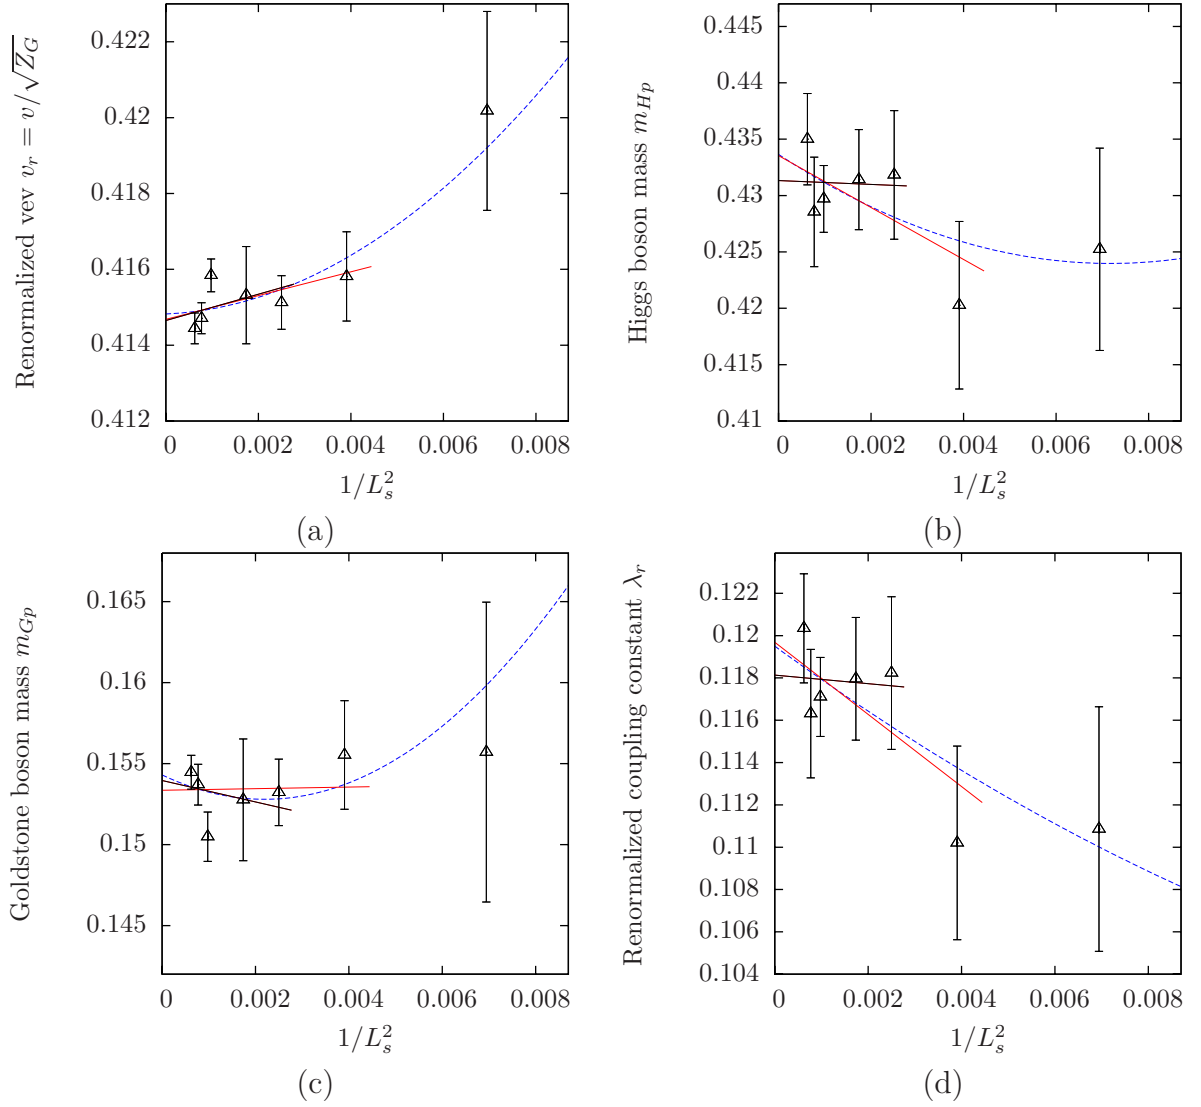 Renormalized vev v_r = v/√Z_G
0.422
0.42
0.418
0.416
0.414
0.412
0 0.002 0.004 0.006 0.008
1/L_s^2
(a)
Higgs boson mass m_{Hp}
0.445
0.44
0.435
0.43
0.425
0.42
0.415
0.41
0 0.002 0.004 0.006 0.008
1/L_s^2
(b)
Goldstone boson mass m_{Gp}
0.165
0.16
0.155
0.15
0.145
0 0.002 0.004 0.006 0.008
1/L_s^2
(c)
Renormalized coupling constant λ_r
0.122
0.12
0.118
0.116
0.114
0.112
0.11
0.108
0.106
0.104
0 0.002 0.004 0.006 0.008
1/L_s^2
(d)